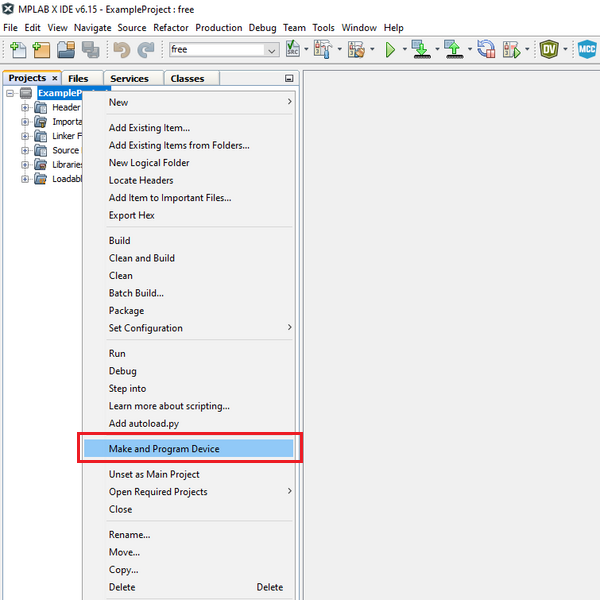 MPLAB X IDE v6.15 - ExampleProject : free
File Edit View Navigate Source Refactor Production Debug Team Tools Window Help
free
Projects × Files Services Classes
New
Header
Add Existing Item...
Linker
Add Existing Items from Folders...
Source
New Logical Folder
Libraries
Locate Headers
Add Item to Important Files...
Export Hex
Build
Clean and Build
Clean
Batch Build...
Package
Set Configuration
Run
Debug
Step into
Learn more about scripting...
Add autoload.py
Make and Program Device
Unset as Main Project
Open Required Projects
Close
Rename...
Move...
Copy...
Delete Delete
DV
MCC